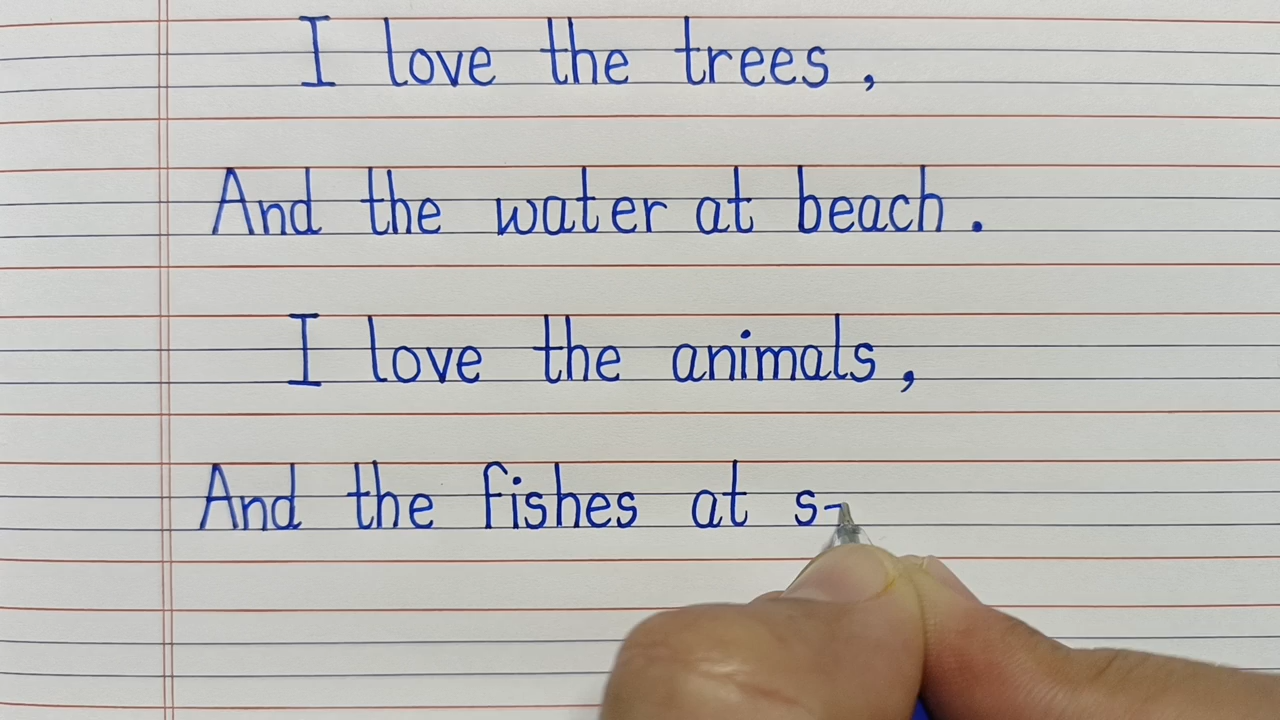 I love the trees,
And the water at beach.
I love the animals,
And the fishes at s